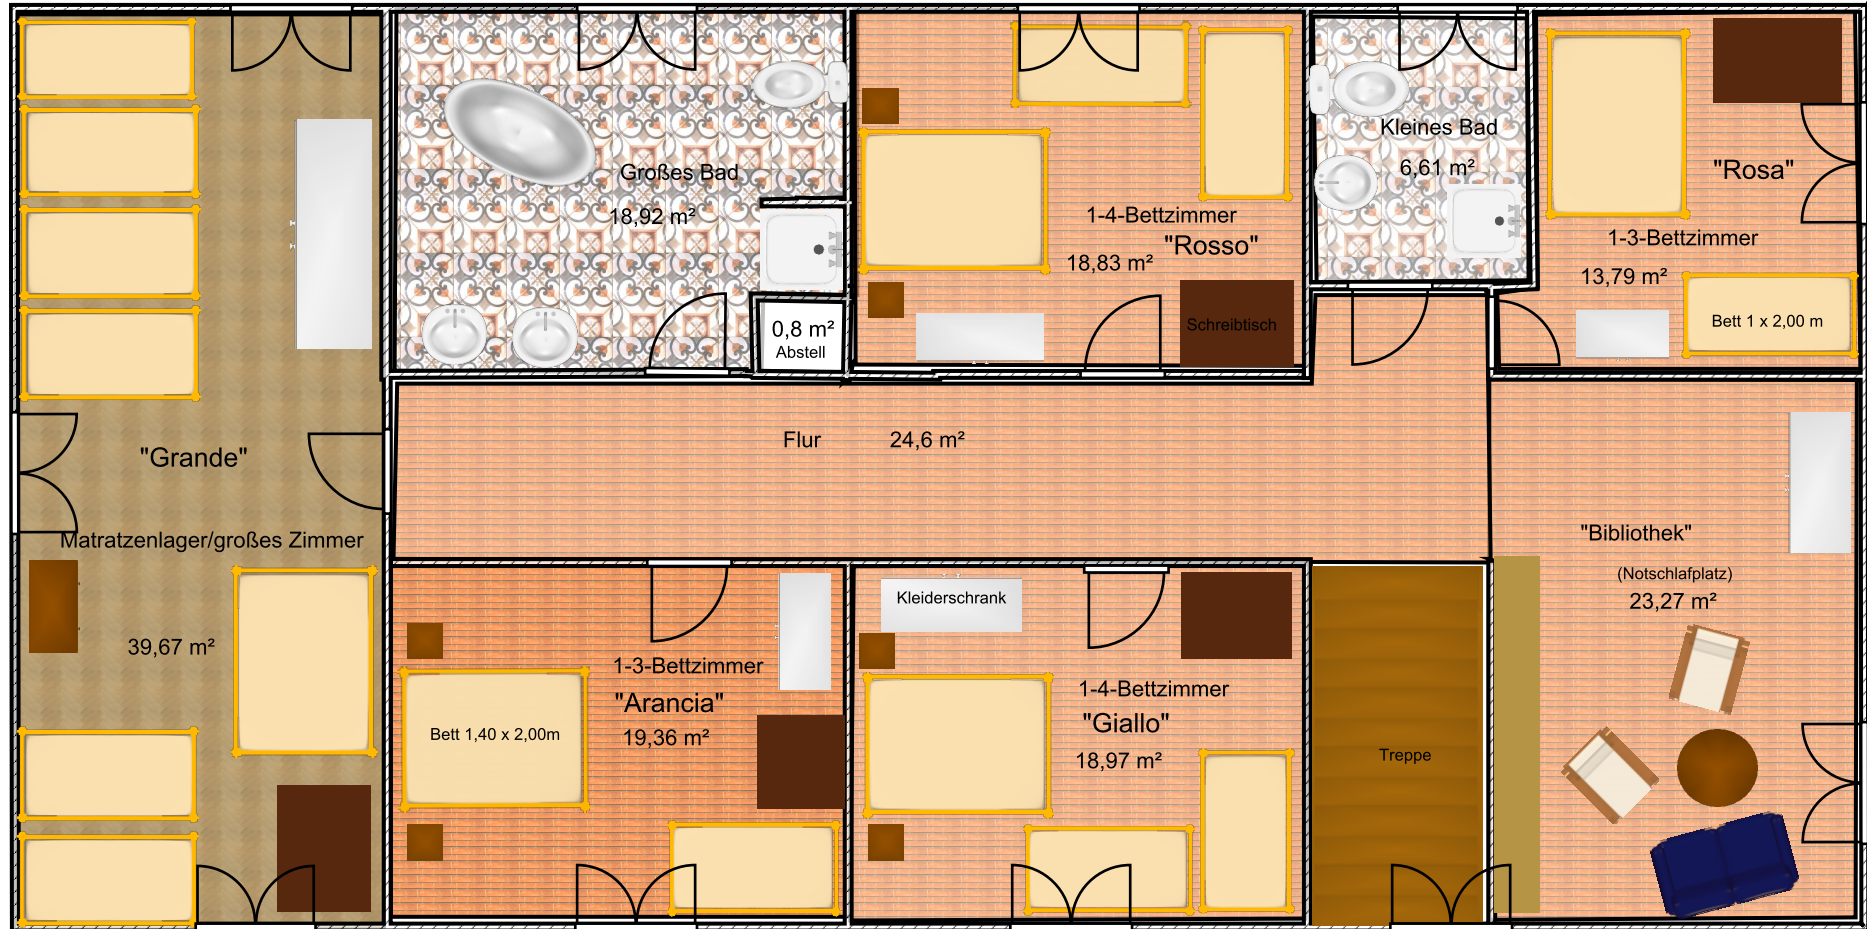 "Grande"
Matratzenlager/großes Zimmer
39,67 m²
Großes Bad
18,92 m²
0,8 m²
Abstell
1-4-Bettzimmer
"Rosso"
18,83 m²
Schreibtisch
Kleines Bad
6,61 m²
"Rosa"
1-3-Bettzimmer
13,79 m²
Bett 1 x 2,00 m
Flur 24,6 m²
1-3-Bettzimmer
"Arancia"
19,36 m²
Bett 1,40 x 2,00m
Kleiderschrank
1-4-Bettzimmer
"Giallo"
18,97 m²
Treppe
"Bibliothek"
(Notschlafplatz)
23,27 m²